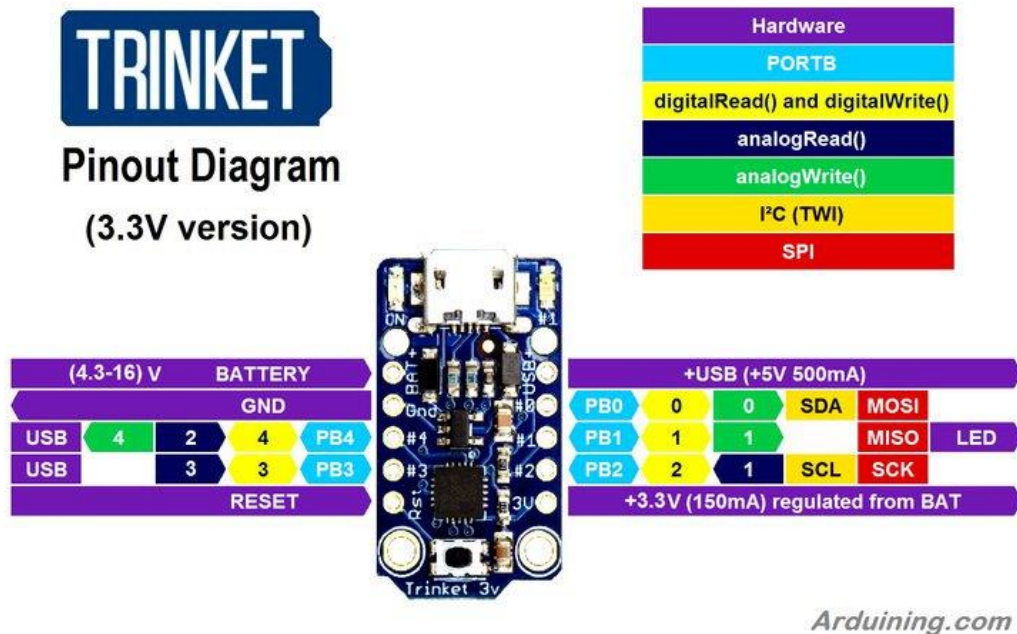 TRINKET
Pinout Diagram
(3.3V version)
Hardware
PORTB
digitalRead() and digitalWrite()
analogRead()
analogWrite()
I²C (TWI)
SPI
ON
#1
(4.3-16) V BATTERY
BAT+
USB+
+USB (+5V 500mA)
GND
Gnd
#0
PB0 0 0 SDA MOSI
USB 4 2 4 PB4
#4
#1
PB1 1 1 MISO LED
USB 3 3 PB3
#3
#2
PB2 2 1 SCL SCK
RESET
Rst
3V
+3.3V (150mA) regulated from BAT
Trinket 3v
Arduining.com